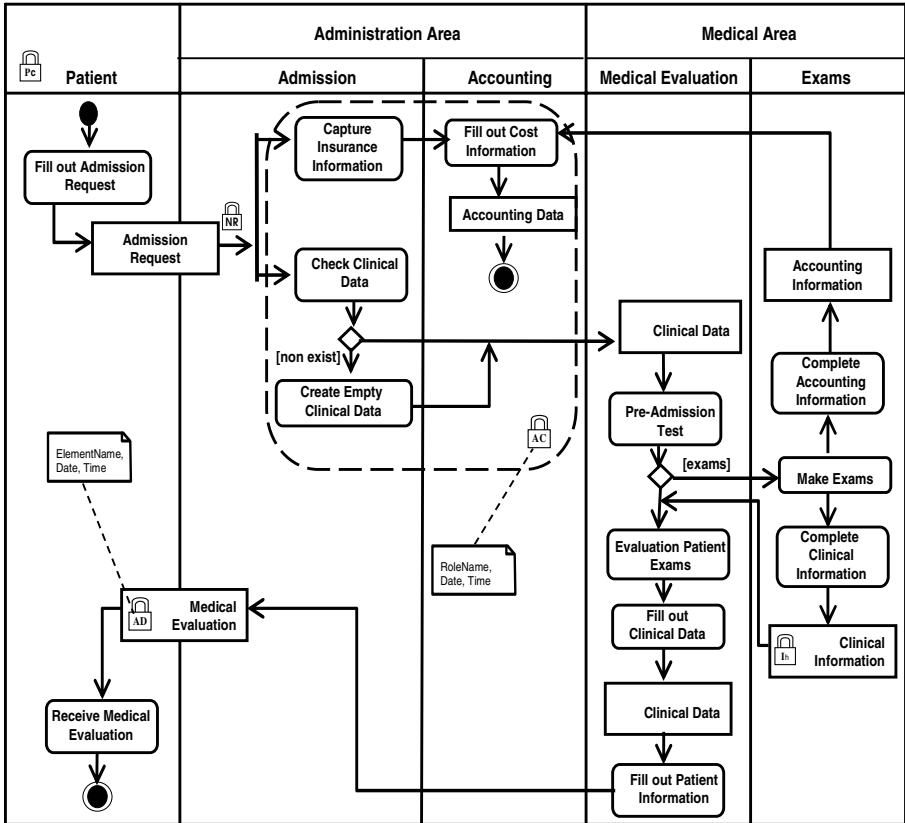 Administration Area
Medical Area
Pc
Patient
Admission
Accounting
Medical Evaluation
Exams
Fill out Admission
Request
Admission
Request
NR
Capture
Insurance
Information
Fill out Cost
Information
Accounting Data
Check Clinical
Data
[non exist]
Create Empty
Clinical Data
AC
Clinical Data
Pre-Admission
Test
[exams]
Accounting
Information
Complete
Accounting
Information
Make Exams
Complete
Clinical
Information
Ih
Clinical
Information
Evaluation Patient
Exams
Fill out
Clinical Data
Clinical Data
Fill out Patient
Information
ElementName,
Date, Time
RoleName,
Date, Time
AD
Medical
Evaluation
Receive Medical
Evaluation